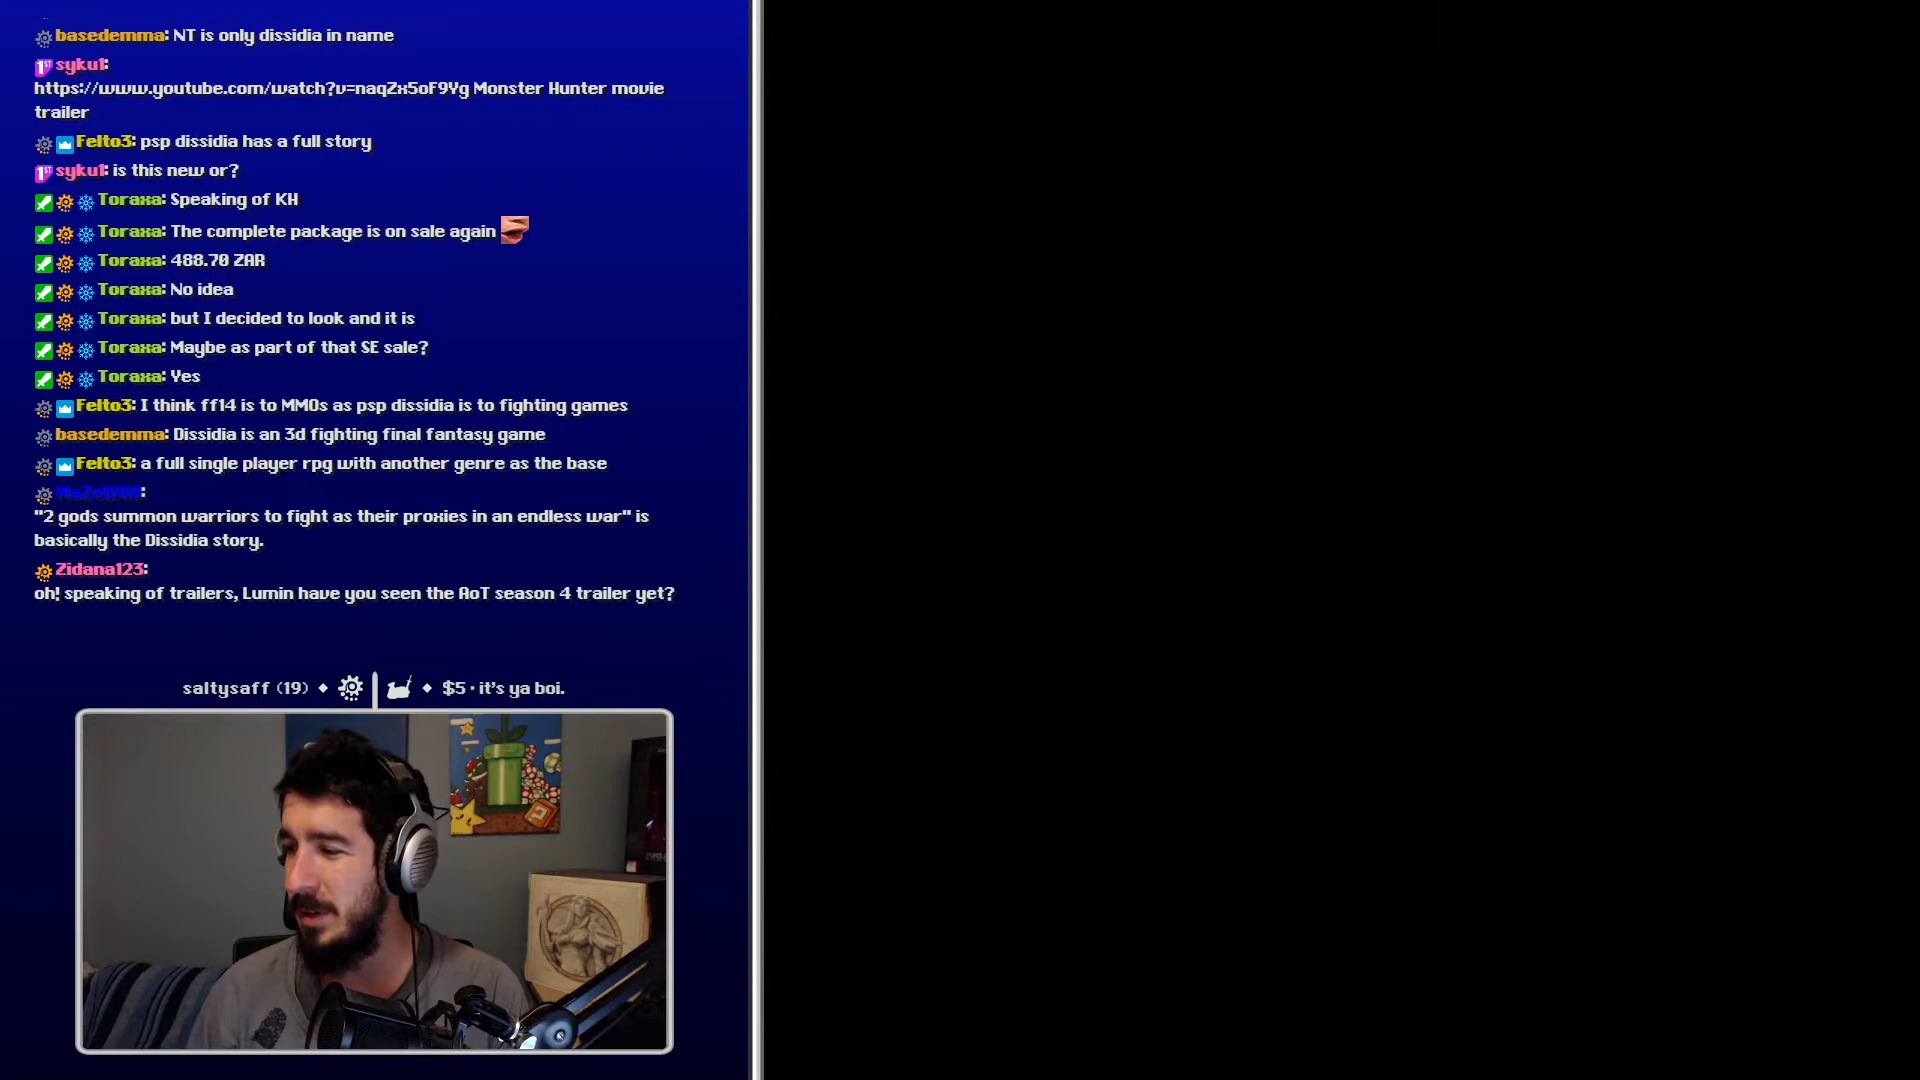 basedemma: NT is only dissidia in name
1ST syku1:
https://www.youtube.com/watch?v=naqZx5oF9Yg Monster Hunter movie
trailer
Felto3: psp dissidia has a full story
1ST syku1: is this new or?
Toraxa: Speaking of KH
Toraxa: The complete package is on sale again
Toraxa: 488.70 ZAR
Toraxa: No idea
Toraxa: but I decided to look and it is
Toraxa: Maybe as part of that SE sale?
Toraxa: Yes
Felto3: I think ff14 is to MMOs as psp dissidia is to fighting games
basedemma: Dissidia is an 3d fighting final fantasy game
Felto3: a full single player rpg with another genre as the base
"2 gods summon warriors to fight as their proxies in an endless war" is
basically the Dissidia story.
Zidana123:
oh! speaking of trailers, Lumin have you seen the AoT season 4 trailer yet?
saltysaff (19) ◆ ◆ $5 · it's ya boi.